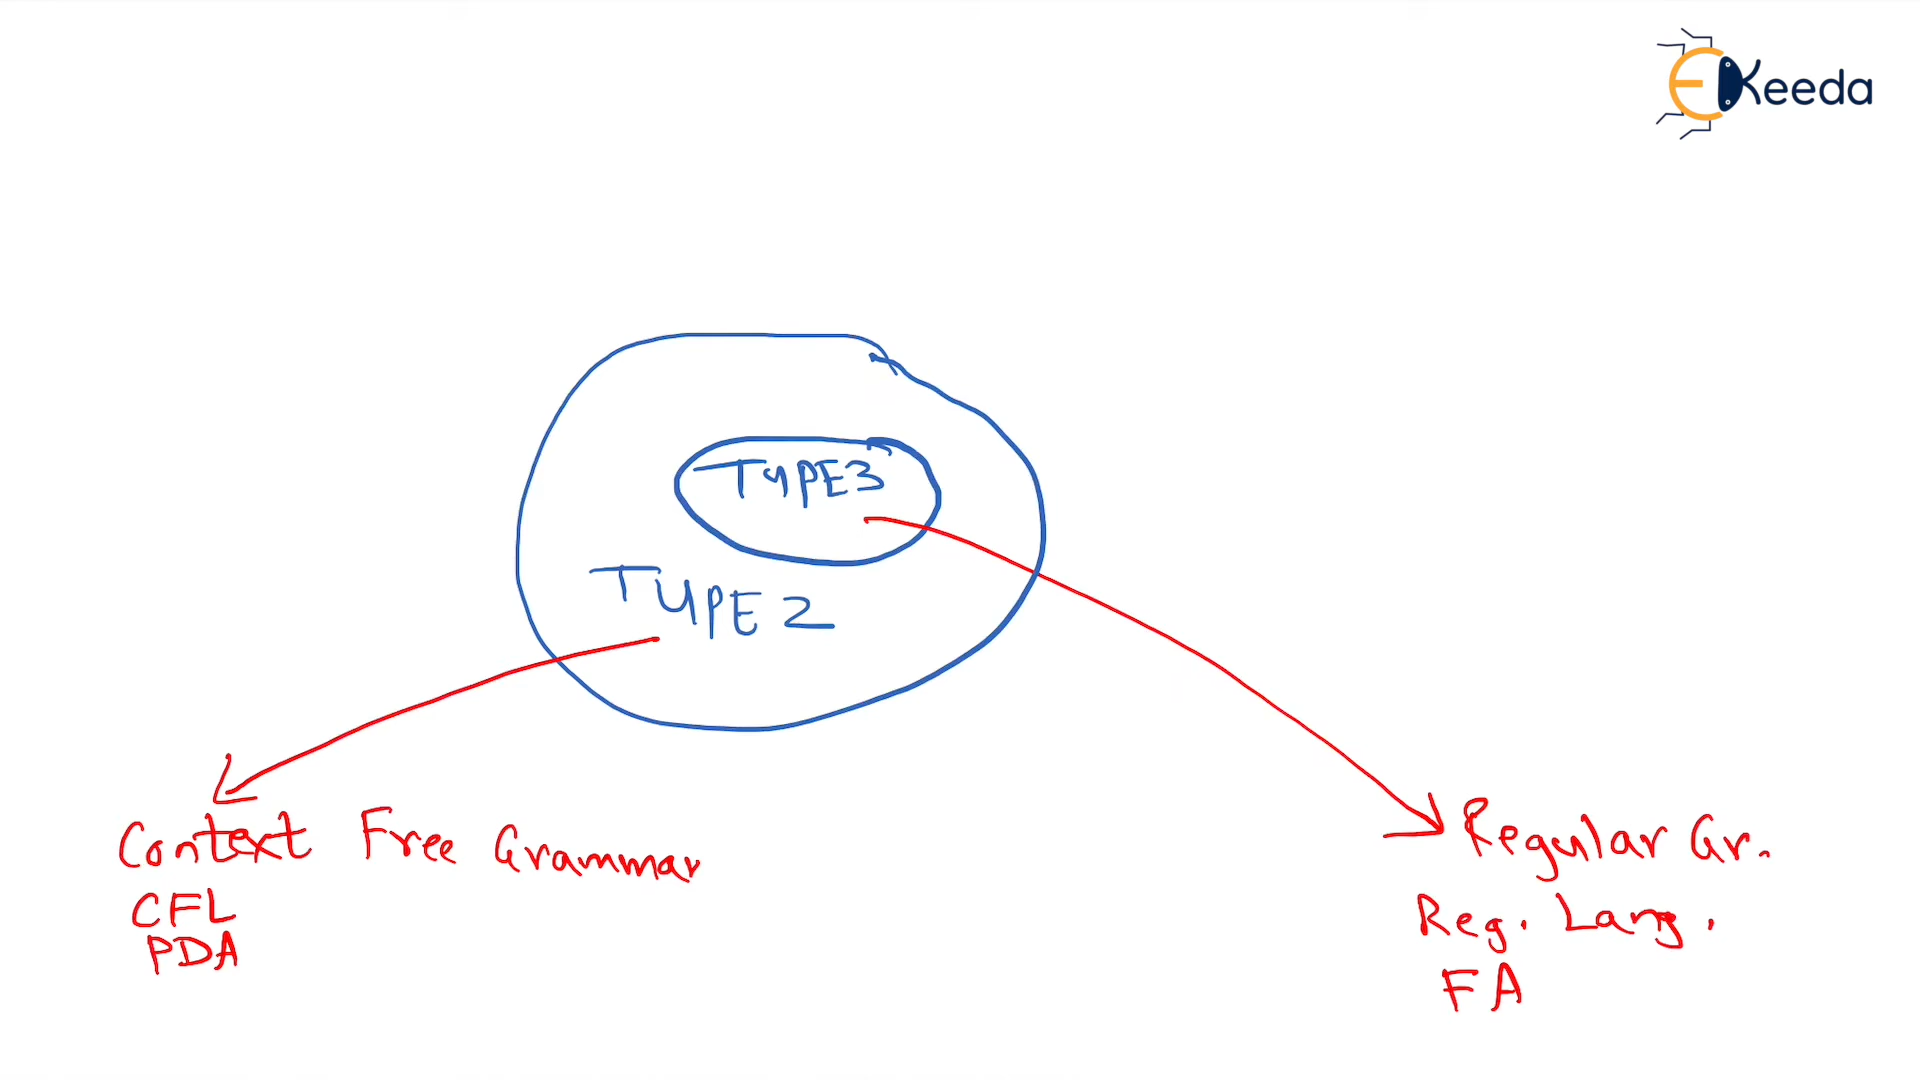 EKeeda
TYPE3
TYPE 2
Context Free Grammar
CFL
PDA
Regular Gr.
Reg. Lang.
FA